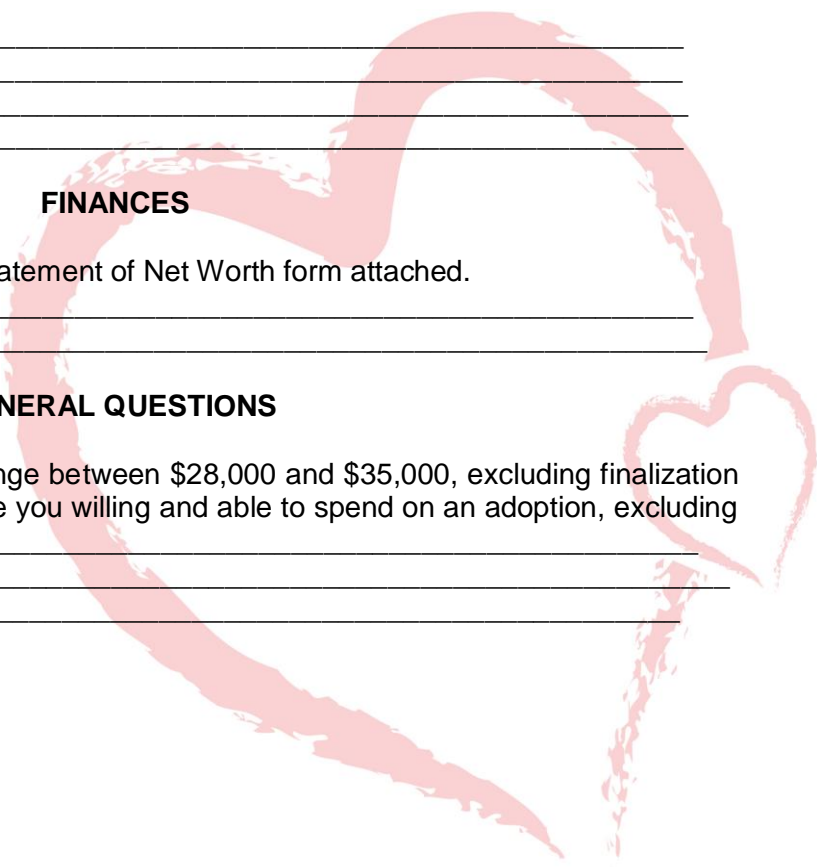 FINANCES
atement of Net Worth form attached.
NERAL QUESTIONS
nge between $28,000 and $35,000, excluding finalization
e you willing and able to spend on an adoption, excluding